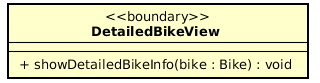 <<boundary>>
DetailedBikeView
+ showDetailedBikeInfo(bike : Bike) : void